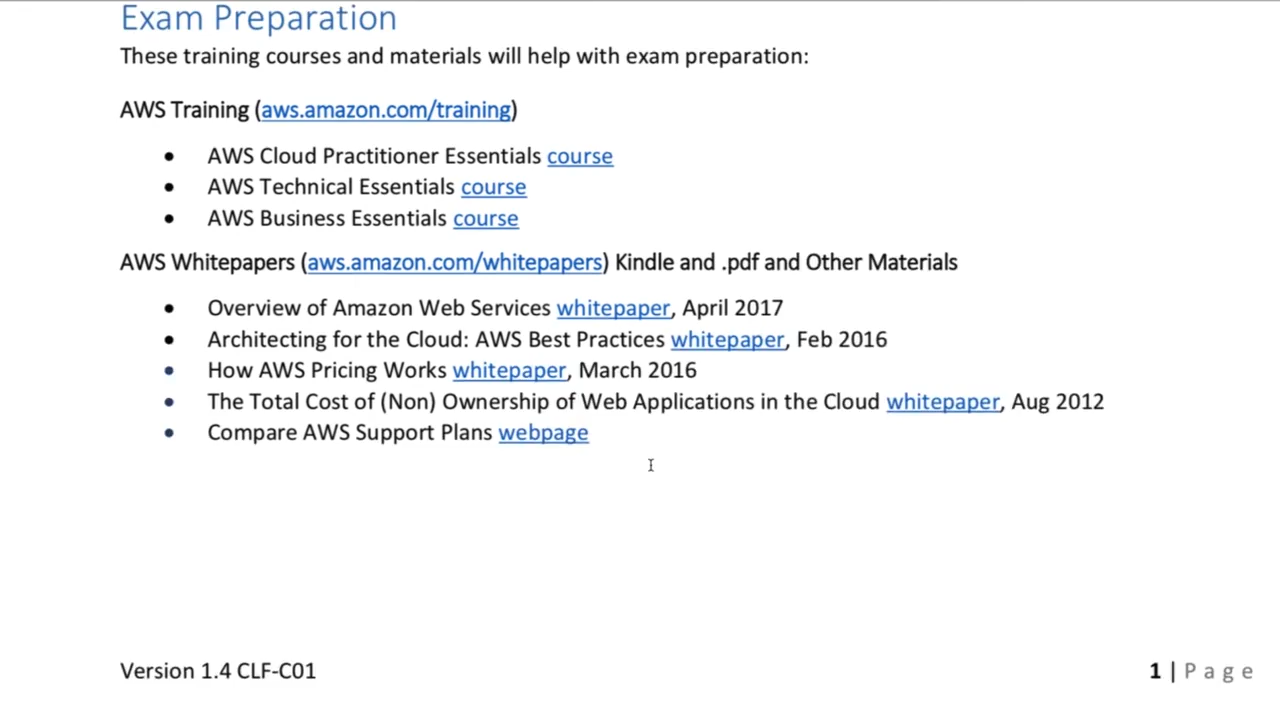 Exam Preparation
These training courses and materials will help with exam preparation:
AWS Training (aws.amazon.com/training)
• AWS Cloud Practitioner Essentials course
• AWS Technical Essentials course
• AWS Business Essentials course
AWS Whitepapers (aws.amazon.com/whitepapers) Kindle and .pdf and Other Materials
• Overview of Amazon Web Services whitepaper, April 2017
• Architecting for the Cloud: AWS Best Practices whitepaper, Feb 2016
• How AWS Pricing Works whitepaper, March 2016
• The Total Cost of (Non) Ownership of Web Applications in the Cloud whitepaper, Aug 2012
• Compare AWS Support Plans webpage
Version 1.4 CLF-C01 1 | Page